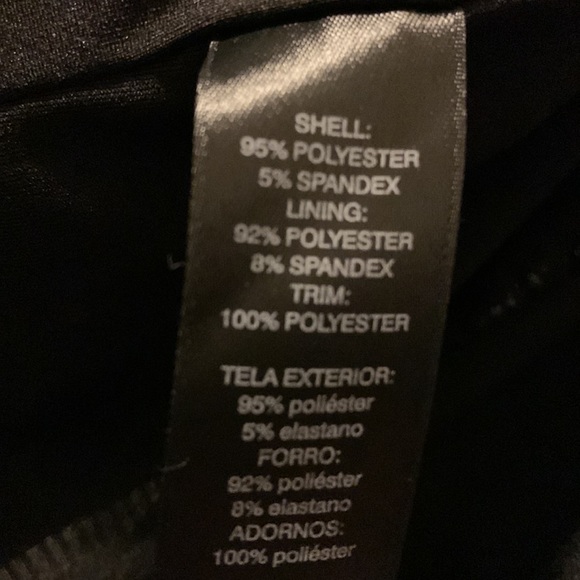 SHELL:
95% POLYESTER
5% SPANDEX
LINING:
92% POLYESTER
8% SPANDEX
TRIM:
100% POLYESTER
TELA EXTERIOR:
95% poliéster
5% elastano
FORRO:
92% poliéster
8% elastano
ADORNOS:
100% poliéster